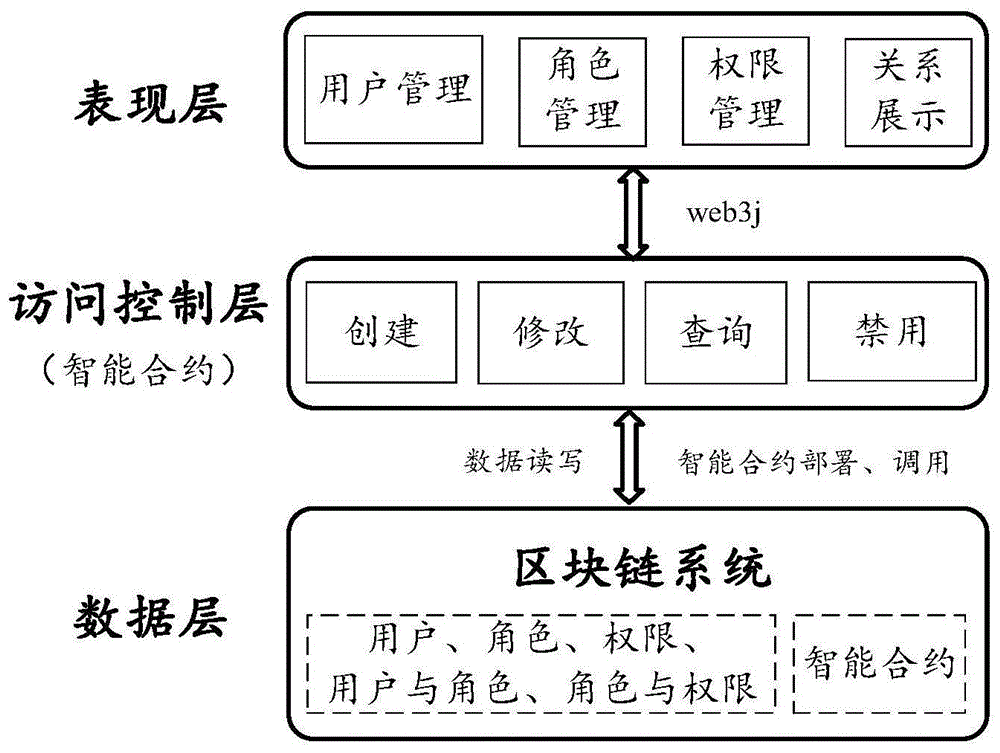 表现层
用户管理
角色
管理
权限
管理
关系
展示
web3j
访问控制层
（智能合约）
创建
修改
查询
禁用
数据读写
智能合约部署、调用
数据层
区块链系统
用户、角色、权限、
用户与角色、角色与权限
智能合约